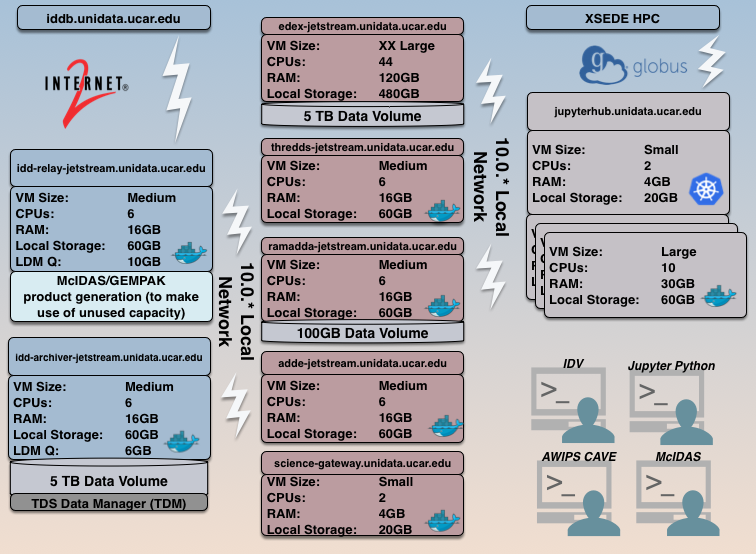 iddb.unidata.ucar.edu
INTERNET®
2
idd-relay-jetstream.unidata.ucar.edu
VM Size: Medium
CPUs: 6
RAM: 16GB
Local Storage: 60GB
LDM Q: 10GB
McIDAS/GEMPAK
product generation (to make
use of unused capacity)
idd-archiver-jetstream.unidata.ucar.edu
VM Size: Medium
CPUs: 6
RAM: 16GB
Local Storage: 60GB
LDM Q: 6GB
5 TB Data Volume
TDS Data Manager (TDM)
10.0.* Local
Network
edex-jetstream.unidata.ucar.edu
VM Size: XX Large
CPUs: 44
RAM: 120GB
Local Storage: 480GB
5 TB Data Volume
thredds-jetstream.unidata.ucar.edu
VM Size: Medium
CPUs: 6
RAM: 16GB
Local Storage: 60GB
ramadda-jetstream.unidata.ucar.edu
VM Size: Medium
CPUs: 6
RAM: 16GB
Local Storage: 60GB
100GB Data Volume
adde-jetstream.unidata.ucar.edu
VM Size: Medium
CPUs: 6
RAM: 16GB
Local Storage: 60GB
science-gateway.unidata.ucar.edu
VM Size: Small
CPUs: 2
RAM: 4GB
Local Storage: 20GB
10.0.* Local
Network
XSEDE HPC
g globus
jupyterhub.unidata.ucar.edu
VM Size: Small
CPUs: 2
RAM: 4GB
Local Storage: 20GB
VM Size: Large
CPUs: 10
RAM: 30GB
Local Storage: 60GB
IDV
>_
Jupyter Python
>_
AWIPS CAVE
>_
McIDAS
>_